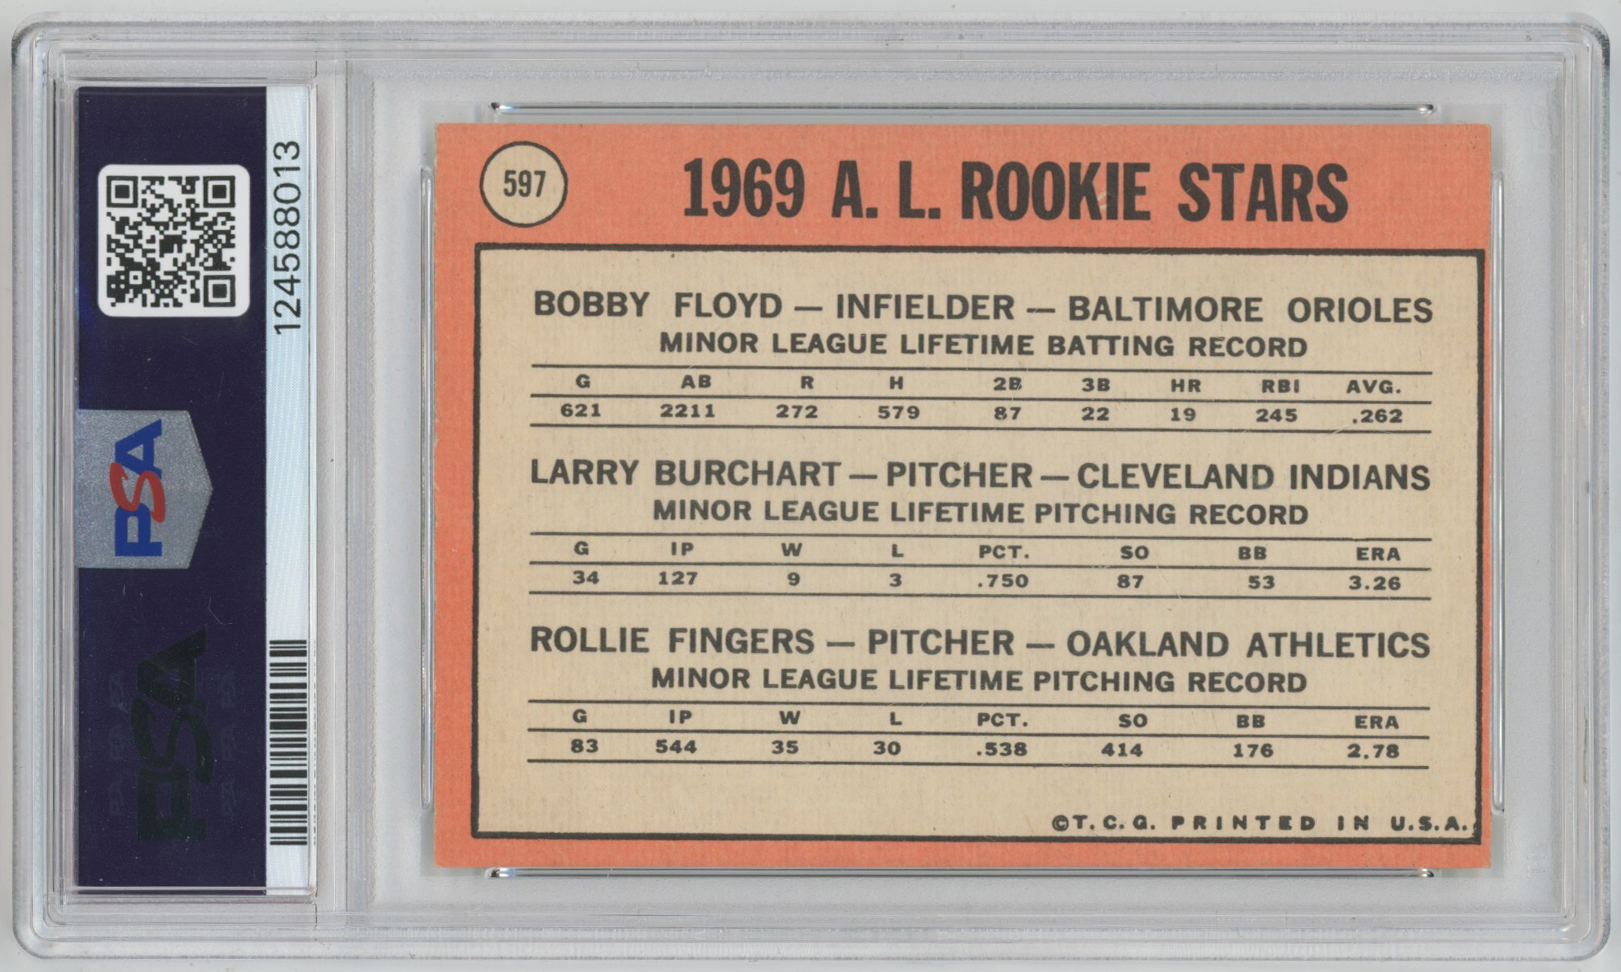 124588013
PSA
PSA
597
1969 A. L. ROOKIE STARS
BOBBY FLOYD — INFIELDER — BALTIMORE ORIOLES
MINOR LEAGUE LIFETIME BATTING RECORD
G AB R H 2B 3B HR RBI AVG.
621 2211 272 579 87 22 19 245 .262
LARRY BURCHART — PITCHER — CLEVELAND INDIANS
MINOR LEAGUE LIFETIME PITCHING RECORD
G IP W L PCT. SO BB ERA
34 127 9 3 .750 87 53 3.26
ROLLIE FINGERS — PITCHER — OAKLAND ATHLETICS
MINOR LEAGUE LIFETIME PITCHING RECORD
G IP W L PCT. SO BB ERA
83 544 35 30 .538 414 176 2.78
©T.C.G. PRINTED IN U.S.A.